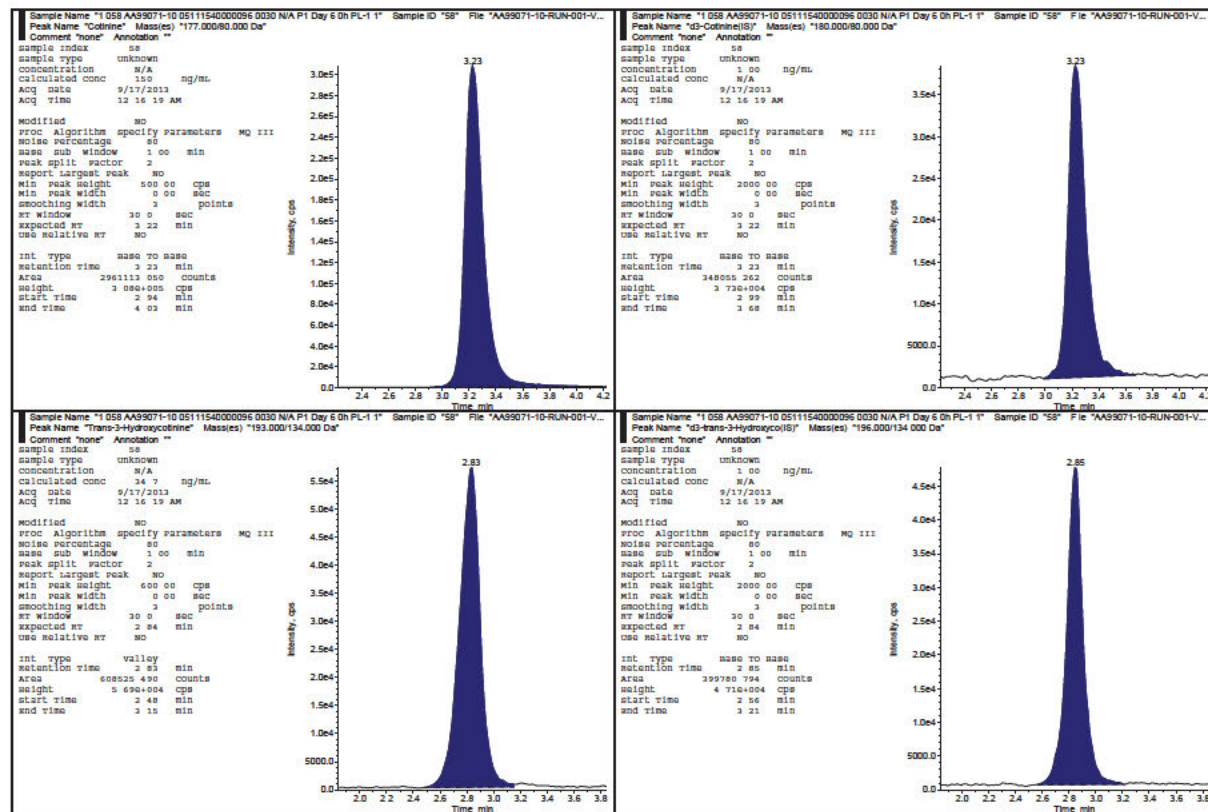 Sample Name "1 058 AA99071-10 05111540000096 0030 N/A P1 Day 6 0h PL-1 1" Sample ID "58" File "AA99071-10-RUN-001-V...
Peak Name "Cotinine" Mass(es) "177.000/80.000 Da"
Comment "none" Annotation ""
Sample Index 58
Sample Type Unknown
Concentration N/A
Calculated Conc 150 ng/mL
Acq Date 9/17/2013
Acq Time 12 16 19 AM
Modified NO
Proc Algorithm Specify Parameters MQ III
Noise Percentage 80
Base Sub Window 1 00 min
Peak Split Factor 2
Report Largest Peak NO
Min Peak Height 500 00 cps
Min Peak Width 0 00 sec
Smoothing Width 3 points
RT Window 30 0 sec
Expected RT 3 22 min
Use Relative RT NO
Int Type Base To Base
Retention Time 3 23 min
Area 2961113 050 counts
Height 3 08e+005 cps
Start Time 2 94 min
End Time 4 03 min
3.23
Intensity, cps
3.0e5
2.8e5
2.6e5
2.4e5
2.2e5
2.0e5
1.8e5
1.6e5
1.4e5
1.2e5
1.0e5
8.0e4
6.0e4
4.0e4
2.0e4
0.0
2.4 2.6 2.8 3.0 3 2 3.4 3.6 3.8 4.0 4.2
Time min
Sample Name "1 058 AA99071-10 05111540000096 0030 N/A P1 Day 6 0h PL-1 1" Sample ID "58" F le "AA99071-10-RUN-001-V...
Peak Name "d3-Cotinine(IS)" Mass(es) "180.000/80.000 Da"
Comment "none" Annotation ""
Sample Index 58
Sample Type Unknown
Concentration 1 00 ng/mL
Calculated Conc N/A
Acq Date 9/17/2013
Acq Time 12 16 19 AM
Modified NO
Proc Algorithm Specify Parameters MQ III
Noise Percentage 80
Base Sub Window 1 00 min
Peak Split Factor 2
Report Largest Peak NO
Min Peak Height 2000 00 cps
Min Peak Width 0 00 sec
Smoothing Width 3 points
RT Window 30 0 sec
Expected RT 3 22 min
Use Relative RT NO
Int Type Base To Base
Retention Time 3 23 min
Area 348055 262 counts
Height 3 73e+004 cps
Start Time 2 99 min
End Time 3 68 min
3.23
Intensity, cps
3.5e4
3.0e4
2.5e4
2.0e4
1.5e4
1.0e4
5000.0
0.0
2.4 2.6 2.8 3.0 3.2 3.4 3.6 3.8 4.0 4.2
Time min
Sample Name "1 058 AA99071-10 05111540000096 0030 N/A P1 Day 6 0h PL-1 1" Sample ID "58" F le "AA99071-10-RUN-001-V...
Peak Name "Trans-3-Hydroxycotinine" Mass(es) "193.000/134.000 Da"
Comment "none" Annotation ""
Sample Index 58
Sample Type Unknown
Concentration N/A
Calculated Conc 34 7 ng/mL
Acq Date 9/17/2013
Acq Time 12 16 19 AM
Modified NO
Proc Algorithm Specify Parameters MQ III
Noise Percentage 80
Base Sub Window 1 00 min
Peak Split Factor 2
Report Largest Peak NO
Min Peak Height 600 00 cps
Min Peak Width 0 00 sec
Smoothing Width 3 points
RT Window 30 0 sec
Expected RT 2 84 min
Use Relative RT NO
Int Type Valley
Retention Time 2 83 min
Area 608525 490 counts
Height 5 69e+004 cps
Start Time 2 48 min
End Time 3 15 min
2.83
Intensity, cps
5.5e4
5.0e4
4.5e4
4.0e4
3.5e4
3.0e4
2.5e4
2.0e4
1.5e4
1.0e4
5000.0
0.0
2.0 2.2 2.4 2.6 2.8 3.0 3.2 3.4 3.6 3.8
Time min
Sample Name "1 058 AA99071-10 05111540000096 0030 N/A P1 Day 6 0h PL-1 1" Sample ID "58" F le "AA99071-10-RUN-001-V...
Peak Name "d3-trans-3-Hydroxyco(IS)" Mass(es) "196.000/134 000 Da"
Comment "none" Annotation ""
Sample Index 58
Sample Type Unknown
Concentration 1 00 ng/mL
Calculated Conc N/A
Acq Date 9/17/2013
Acq Time 12 16 19 AM
Modified NO
Proc Algorithm Specify Parameters MQ III
Noise Percentage 80
Base Sub Window 1 00 min
Peak Split Factor 2
Report Largest Peak NO
Min Peak Height 2000 00 cps
Min Peak Width 0 00 sec
Smoothing Width 3 points
RT Window 30 0 sec
Expected RT 2 84 min
Use Relative RT NO
Int Type Base To Base
Retention Time 2 85 min
Area 399780 794 counts
Height 4 71e+004 cps
Start Time 2 56 min
End Time 3 21 min
2.85
Intensity, cps
4.5e4
4.0e4
3.5e4
3.0e4
2.5e4
2.0e4
1.5e4
1.0e4
5000.0
0.0
2.0 2.2 2.4 2.6 2.8 3.0 3.2 3.4 3.6 3.8
Time min